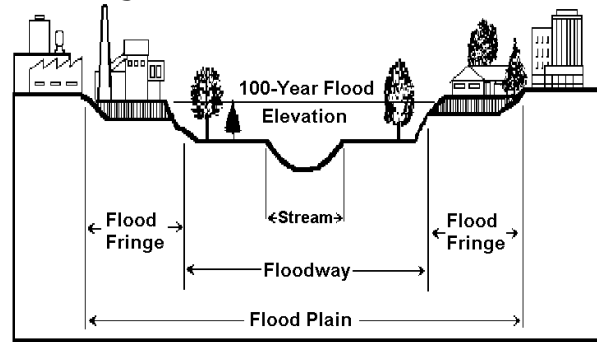 100-Year Flood
Elevation
Stream
Flood
Fringe
Flood
Fringe
Floodway
Flood Plain